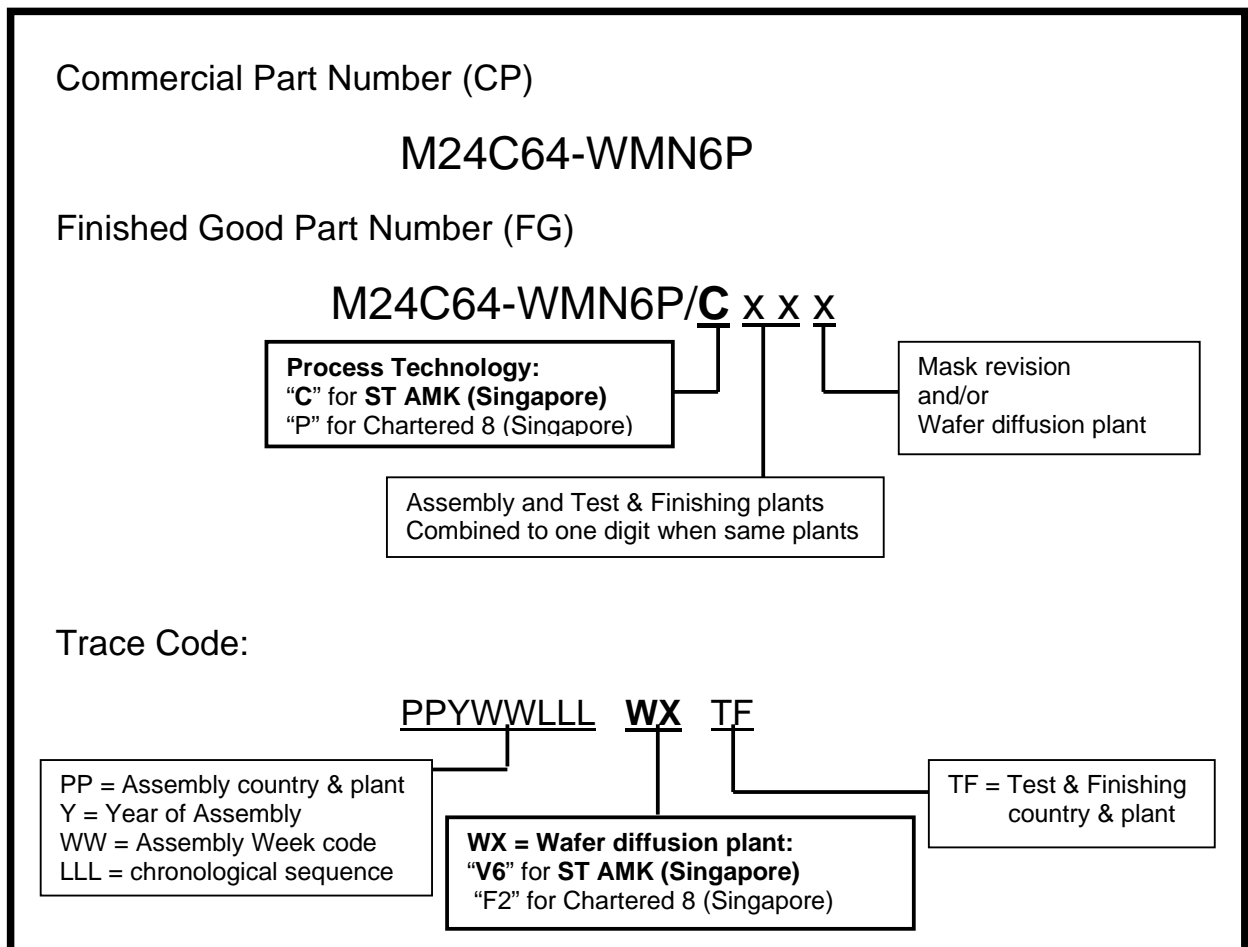 Commercial Part Number (CP)
M24C64-WMN6P
Finished Good Part Number (FG)
M24C64-WMN6P/C x x x
Process Technology:
“C” for ST AMK (Singapore)
“P” for Chartered 8 (Singapore)
Mask revision
and/or
Wafer diffusion plant
Assembly and Test & Finishing plants
Combined to one digit when same plants
Trace Code:
PPYWWLLL WX TF
PP = Assembly country & plant
Y = Year of Assembly
WW = Assembly Week code
LLL = chronological sequence
WX = Wafer diffusion plant:
“V6” for ST AMK (Singapore)
“F2” for Chartered 8 (Singapore)
TF = Test & Finishing
country & plant